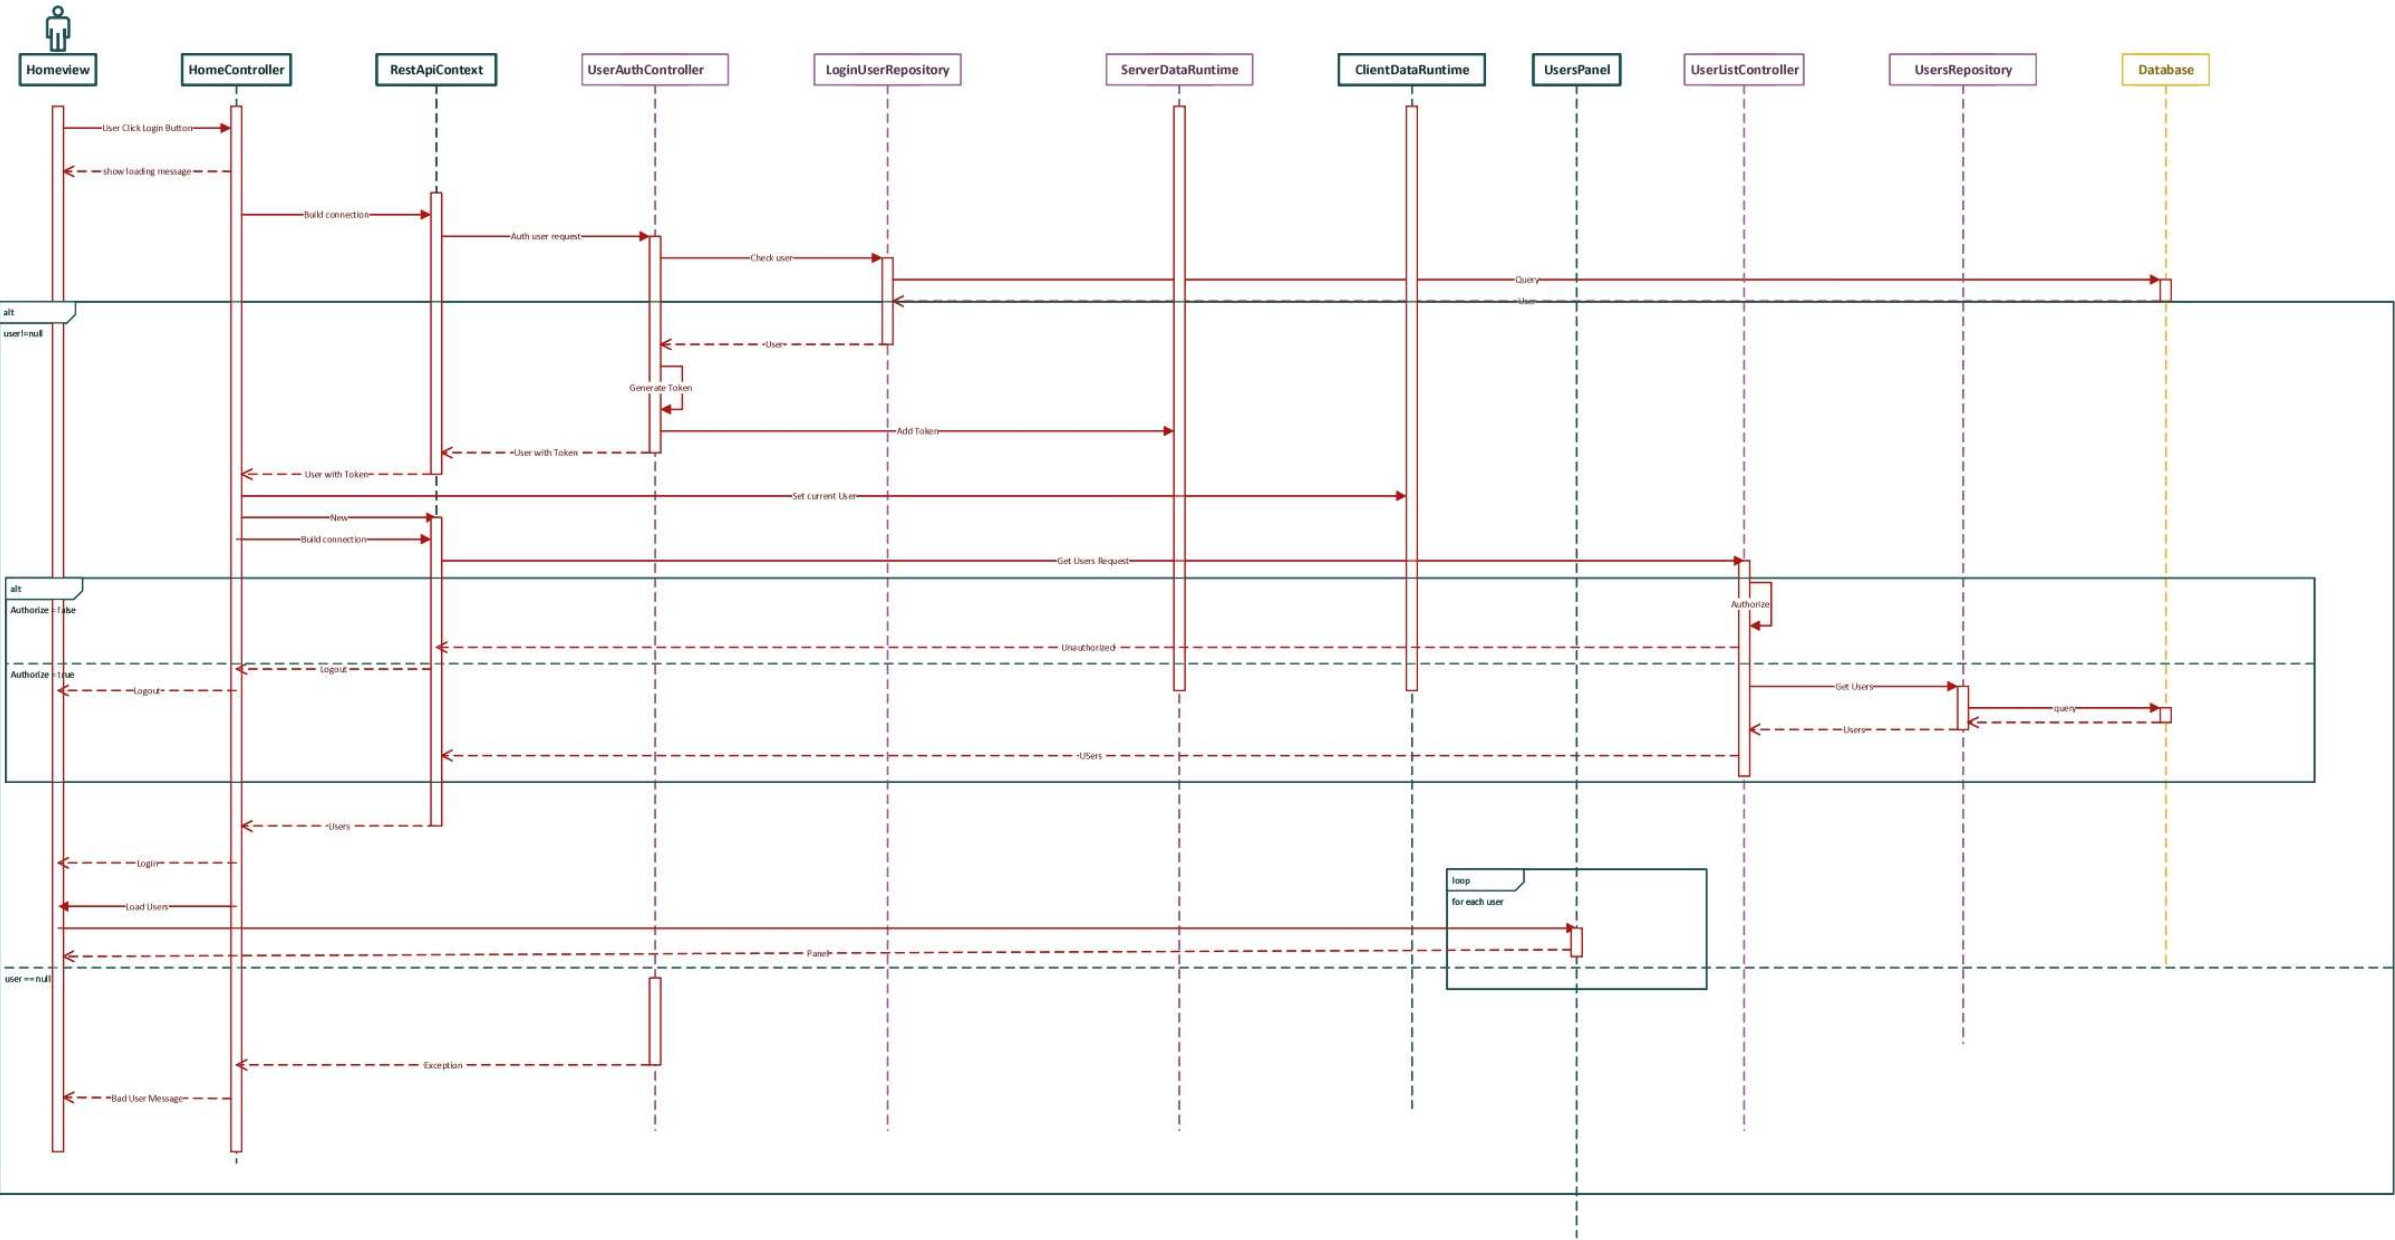 Homeview
HomeController
RestApiContext
UserAuthController
LoginUserRepository
ServerDataRuntime
ClientDataRuntime
UsersPanel
UserListController
UsersRepository
Database
User Click Login Button
show loading message
Build connection
Auth user request
Check user
Query
User
alt
user!=null
User
Generate Token
Add Token
User with Token
User with Token
Set current User
New
Build connection
Get Users Request
alt
Authorize = false
Authorize
Unauthorized
Logout
Authorize =true
Logout
Get Users
query
Users
USers
Users
Login
loop
for each user
Load Users
Panel
user ==null
Exception
Bad User Message